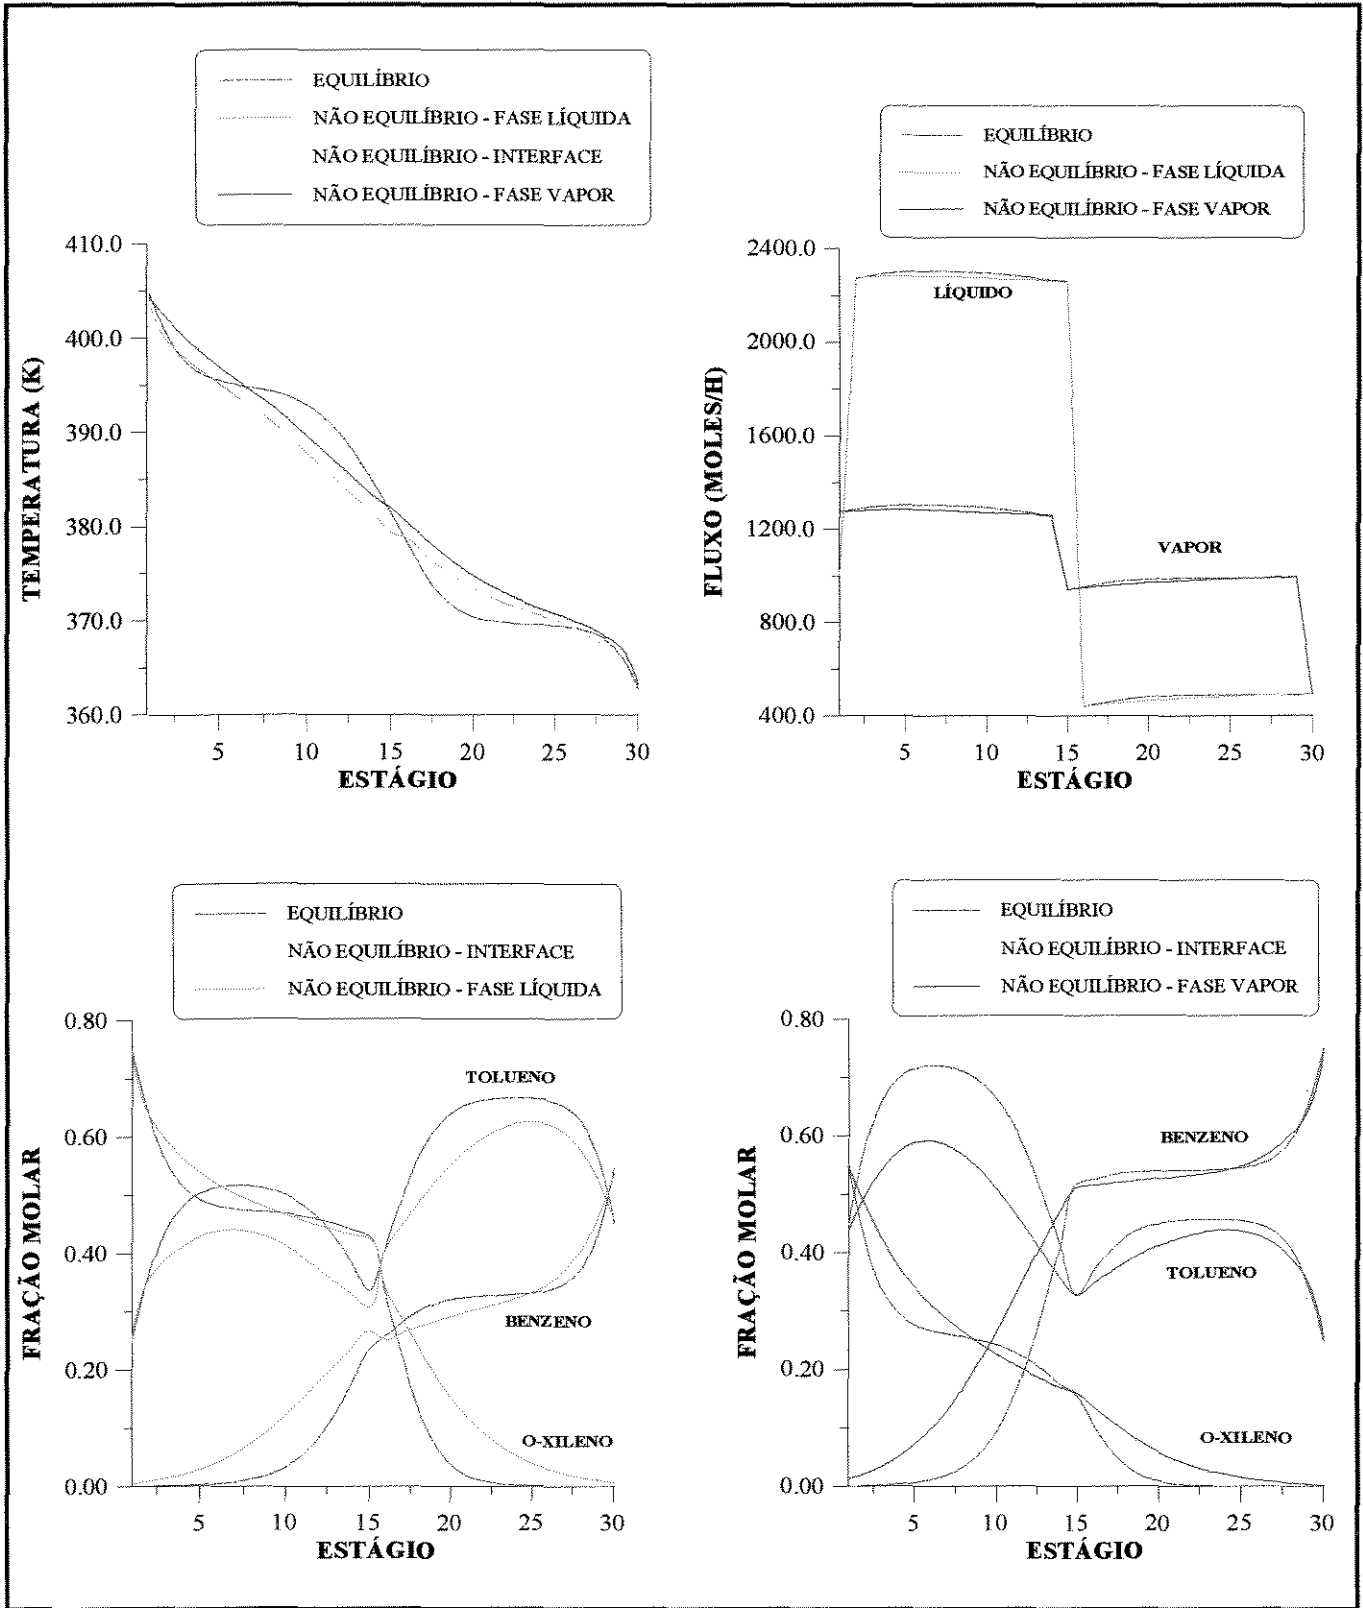 EQUILÍBRIO
NÃO EQUILÍBRIO - FASE LÍQUIDA
NÃO EQUILÍBRIO - INTERFACE
NÃO EQUILÍBRIO - FASE VAPOR
410.0
400.0
390.0
380.0
370.0
360.0
TEMPERATURA (K)
5 10 15 20 25 30
ESTÁGIO
EQUILÍBRIO
NÃO EQUILÍBRIO - FASE LÍQUIDA
NÃO EQUILÍBRIO - FASE VAPOR
2400.0
2000.0
1600.0
1200.0
800.0
400.0
FLUXO (MOLES/H)
LÍQUIDO
VAPOR
5 10 15 20 25 30
ESTÁGIO
EQUILÍBRIO
NÃO EQUILÍBRIO - INTERFACE
NÃO EQUILÍBRIO - FASE LÍQUIDA
0.80
0.60
0.40
0.20
0.00
FRAÇÃO MOLAR
TOLUENO
BENZENO
O-XILENO
5 10 15 20 25 30
ESTÁGIO
EQUILÍBRIO
NÃO EQUILÍBRIO - INTERFACE
NÃO EQUILÍBRIO - FASE VAPOR
0.80
0.60
0.40
0.20
0.00
FRAÇÃO MOLAR
BENZENO
TOLUENO
O-XILENO
5 10 15 20 25 30
ESTÁGIO